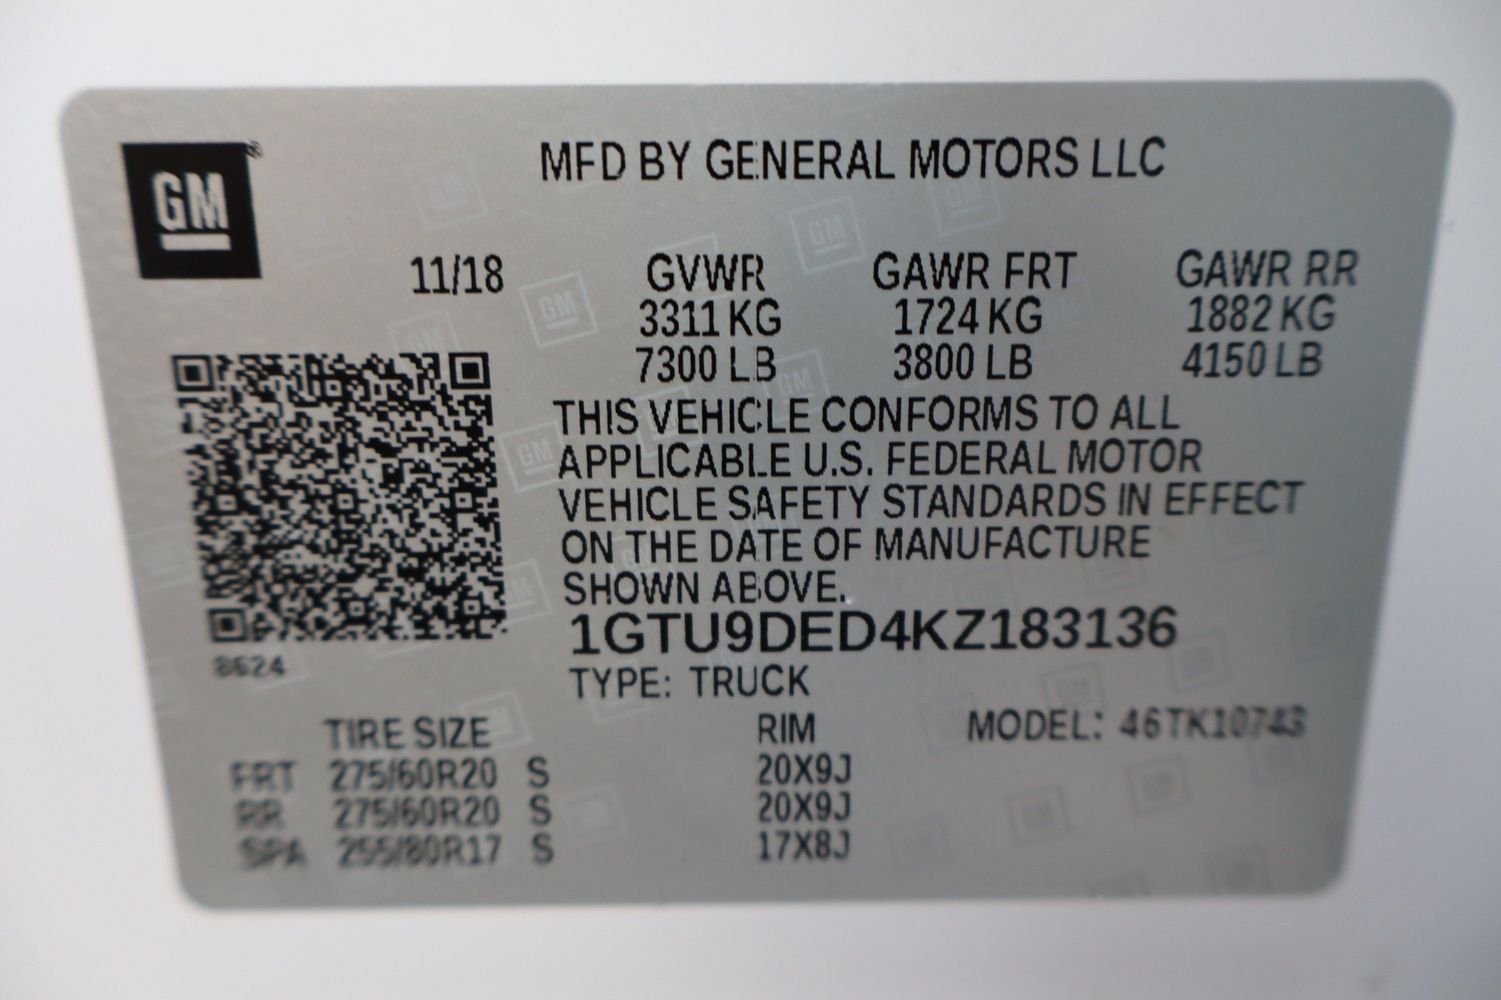 GM
MFD BY GENERAL MOTORS LLC
11/18 GVWR GAWR FRT GAWR RR
3311 KG 1724 KG 1882 KG
7300 LB 3800 LB 4150 LB
THIS VEHICLE CONFORMS TO ALL
APPLICABLE U.S. FEDERAL MOTOR
VEHICLE SAFETY STANDARDS IN EFFECT
ON THE DATE OF MANUFACTURE
SHOWN ABOVE.
1GTU9DED4KZ183136
8624
TYPE: TRUCK
TIRE SIZE RIM MODEL: 46TK10743
FRT 275/60R20 S 20X9J
RR 275/60R20 S 20X9J
SPA 255/80R17 S 17X8J